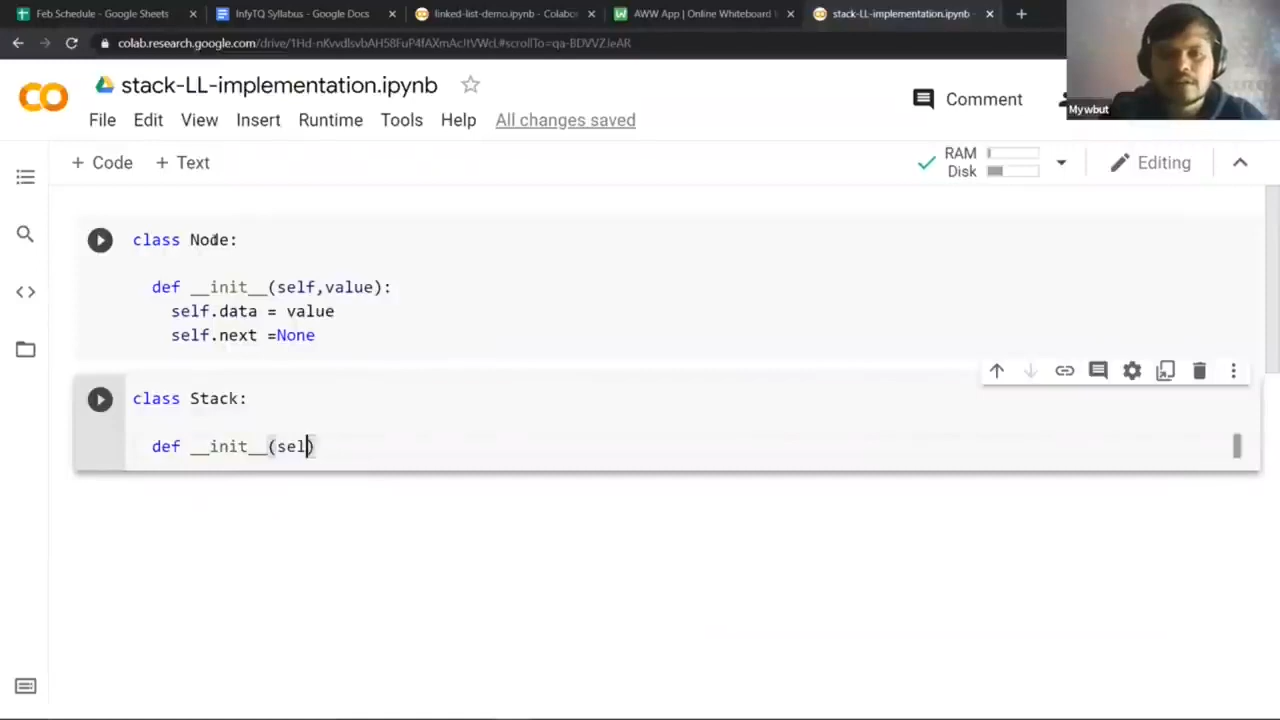 Feb Schedule - Google Sheets
InfyTQ Syllabus - Google Docs
linked-list-demo.ipynb - Colabo
AWW App | Online Whiteboard
stack-LL-implementation.ipynb
stack-LL-implementation.ipynb
File Edit View Insert Runtime Tools Help All changes saved
Comment
Mywbut
+ Code + Text
RAM
Disk
Editing
class Node:
def __init__(self,value):
self.data = value
self.next =None
class Stack:
def __init__(sel)